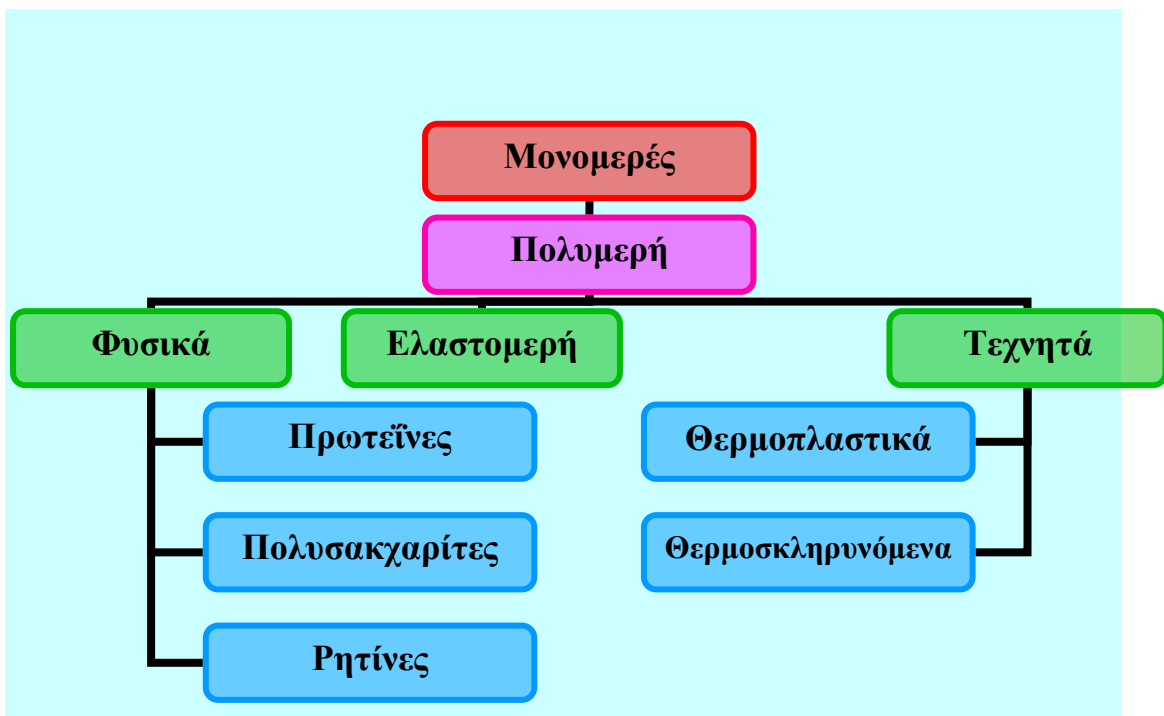 Μονομερές
Πολυμερή
Φυσικά
Ελαστομερή
Τεχνητά
Πρωτεΐνες
Θερμοπλαστικά
Πολυσακχαρίτες
Θερμοσκληρυνόμενα
Ρητίνες